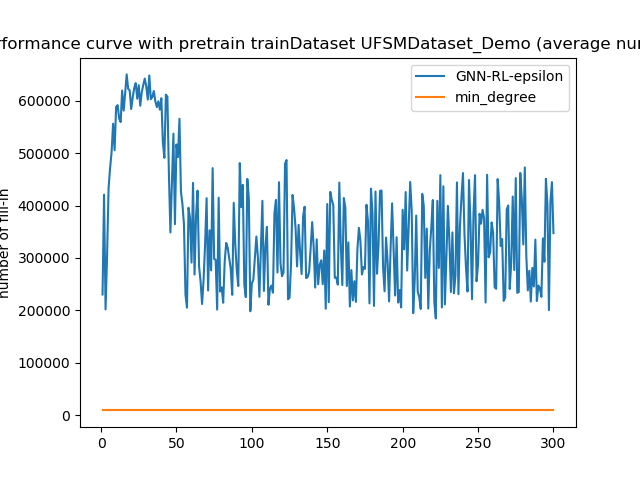 rformance curve with pretrain trainDataset UFSMDataset_Demo (average num
GNN-RL-epsilon
min_degree
number of fill-in
600000
500000
400000
300000
200000
100000
0
0 50 100 150 200 250 300